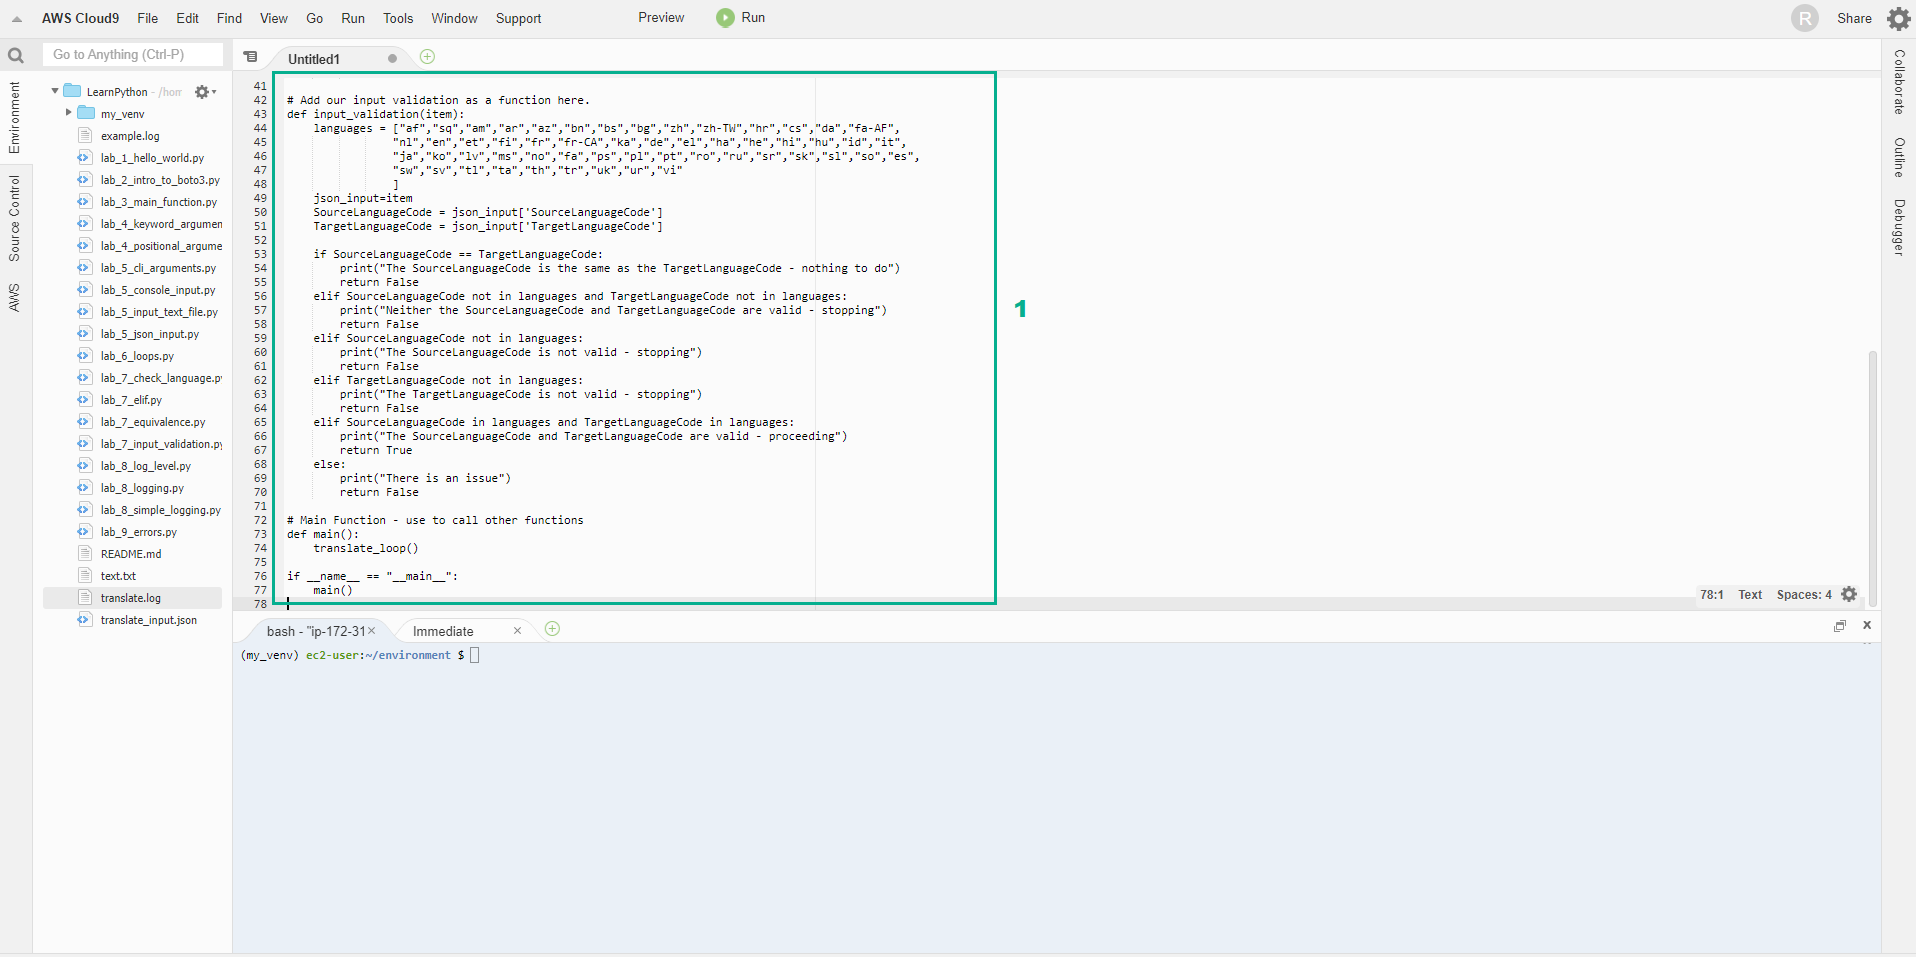 AWS Cloud9 File Edit Find View Go Run Tools Window Support Preview Run R Share
Go to Anything (Ctrl-P)
Untitled1
Environment
Source Control
AWS
LearnPython - /hom
my_venv
example.log
lab_1_hello_world.py
lab_2_intro_to_boto3.py
lab_3_main_function.py
lab_4_keyword_argumen
lab_4_positional_argume
lab_5_cli_arguments.py
lab_5_console_input.py
lab_5_input_text_file.py
lab_5_json_input.py
lab_6_loops.py
lab_7_check_language.py
lab_7_elif.py
lab_7_equivalence.py
lab_7_input_validation.py
lab_8_log_level.py
lab_8_logging.py
lab_8_simple_logging.py
lab_9_errors.py
README.md
text.txt
translate.log
translate_input.json
41
42 # Add our input validation as a function here.
43 def input_validation(item):
44 languages = ["af","sq","am","ar","az","bn","bs","bg","zh","zh-TW","hr","cs","da","fa-AF",
45 "nl","en","et","fi","fr","fr-CA","ka","de","el","ha","he","hi","hu","id","it",
46 "ja","ko","lv","ms","no","fa","ps","pl","pt","ro","ru","sr","sk","sl","so","es",
47 "sw","sv","tl","ta","th","tr","uk","ur","vi"
48 ]
49 json_input=item
50 SourceLanguageCode = json_input['SourceLanguageCode']
51 TargetLanguageCode = json_input['TargetLanguageCode']
52
53 if SourceLanguageCode == TargetLanguageCode:
54 print("The SourceLanguageCode is the same as the TargetLanguageCode - nothing to do")
55 return False
56 elif SourceLanguageCode not in languages and TargetLanguageCode not in languages:
57 print("Neither the SourceLanguageCode and TargetLanguageCode are valid - stopping")
58 return False
59 elif SourceLanguageCode not in languages:
60 print("The SourceLanguageCode is not valid - stopping")
61 return False
62 elif TargetLanguageCode not in languages:
63 print("The TargetLanguageCode is not valid - stopping")
64 return False
65 elif SourceLanguageCode in languages and TargetLanguageCode in languages:
66 print("The SourceLanguageCode and TargetLanguageCode are valid - proceeding")
67 return True
68 else:
69 print("There is an issue")
70 return False
71
72 # Main Function - use to call other functions
73 def main():
74 translate_loop()
75
76 if __name__ == "__main__":
77 main()
78
1
78:1 Text Spaces: 4
bash - "ip-172-31 Immediate
(my_venv) ec2-user:~/environment $
Collaborate
Outline
Debugger